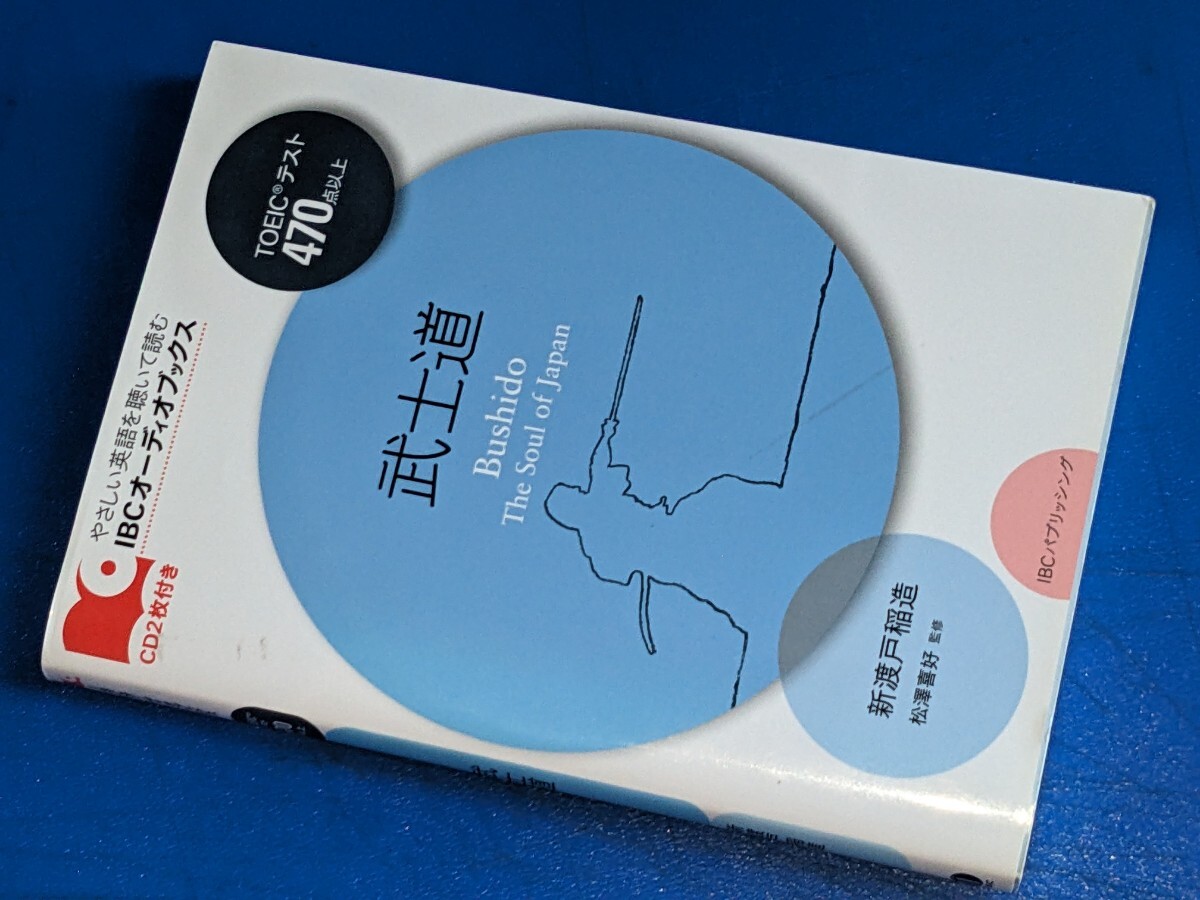 やさしい英語を聴いて読む
IBCオーディオブックス
CD2枚付き
TOEIC®テスト
470点以上
武士道
Bushido
The Soul of Japan
新渡戸稲造
松澤喜好 監修
IBCパブリッシング